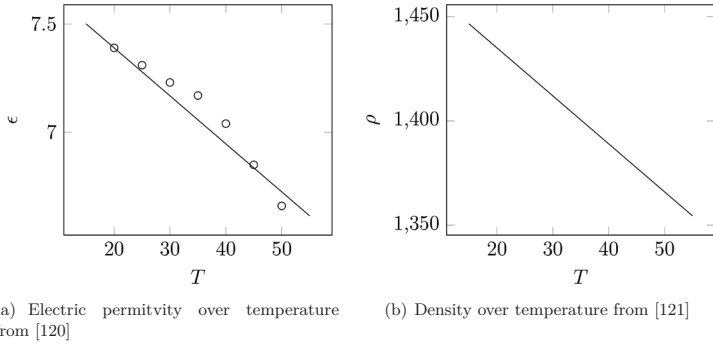 7.5
7
ϵ
20 30 40 50
T
1,450
1,400
1,350
ρ
20 30 40 50
T
a) Electric permitvity over temperature
from [120]
(b) Density over temperature from [121]